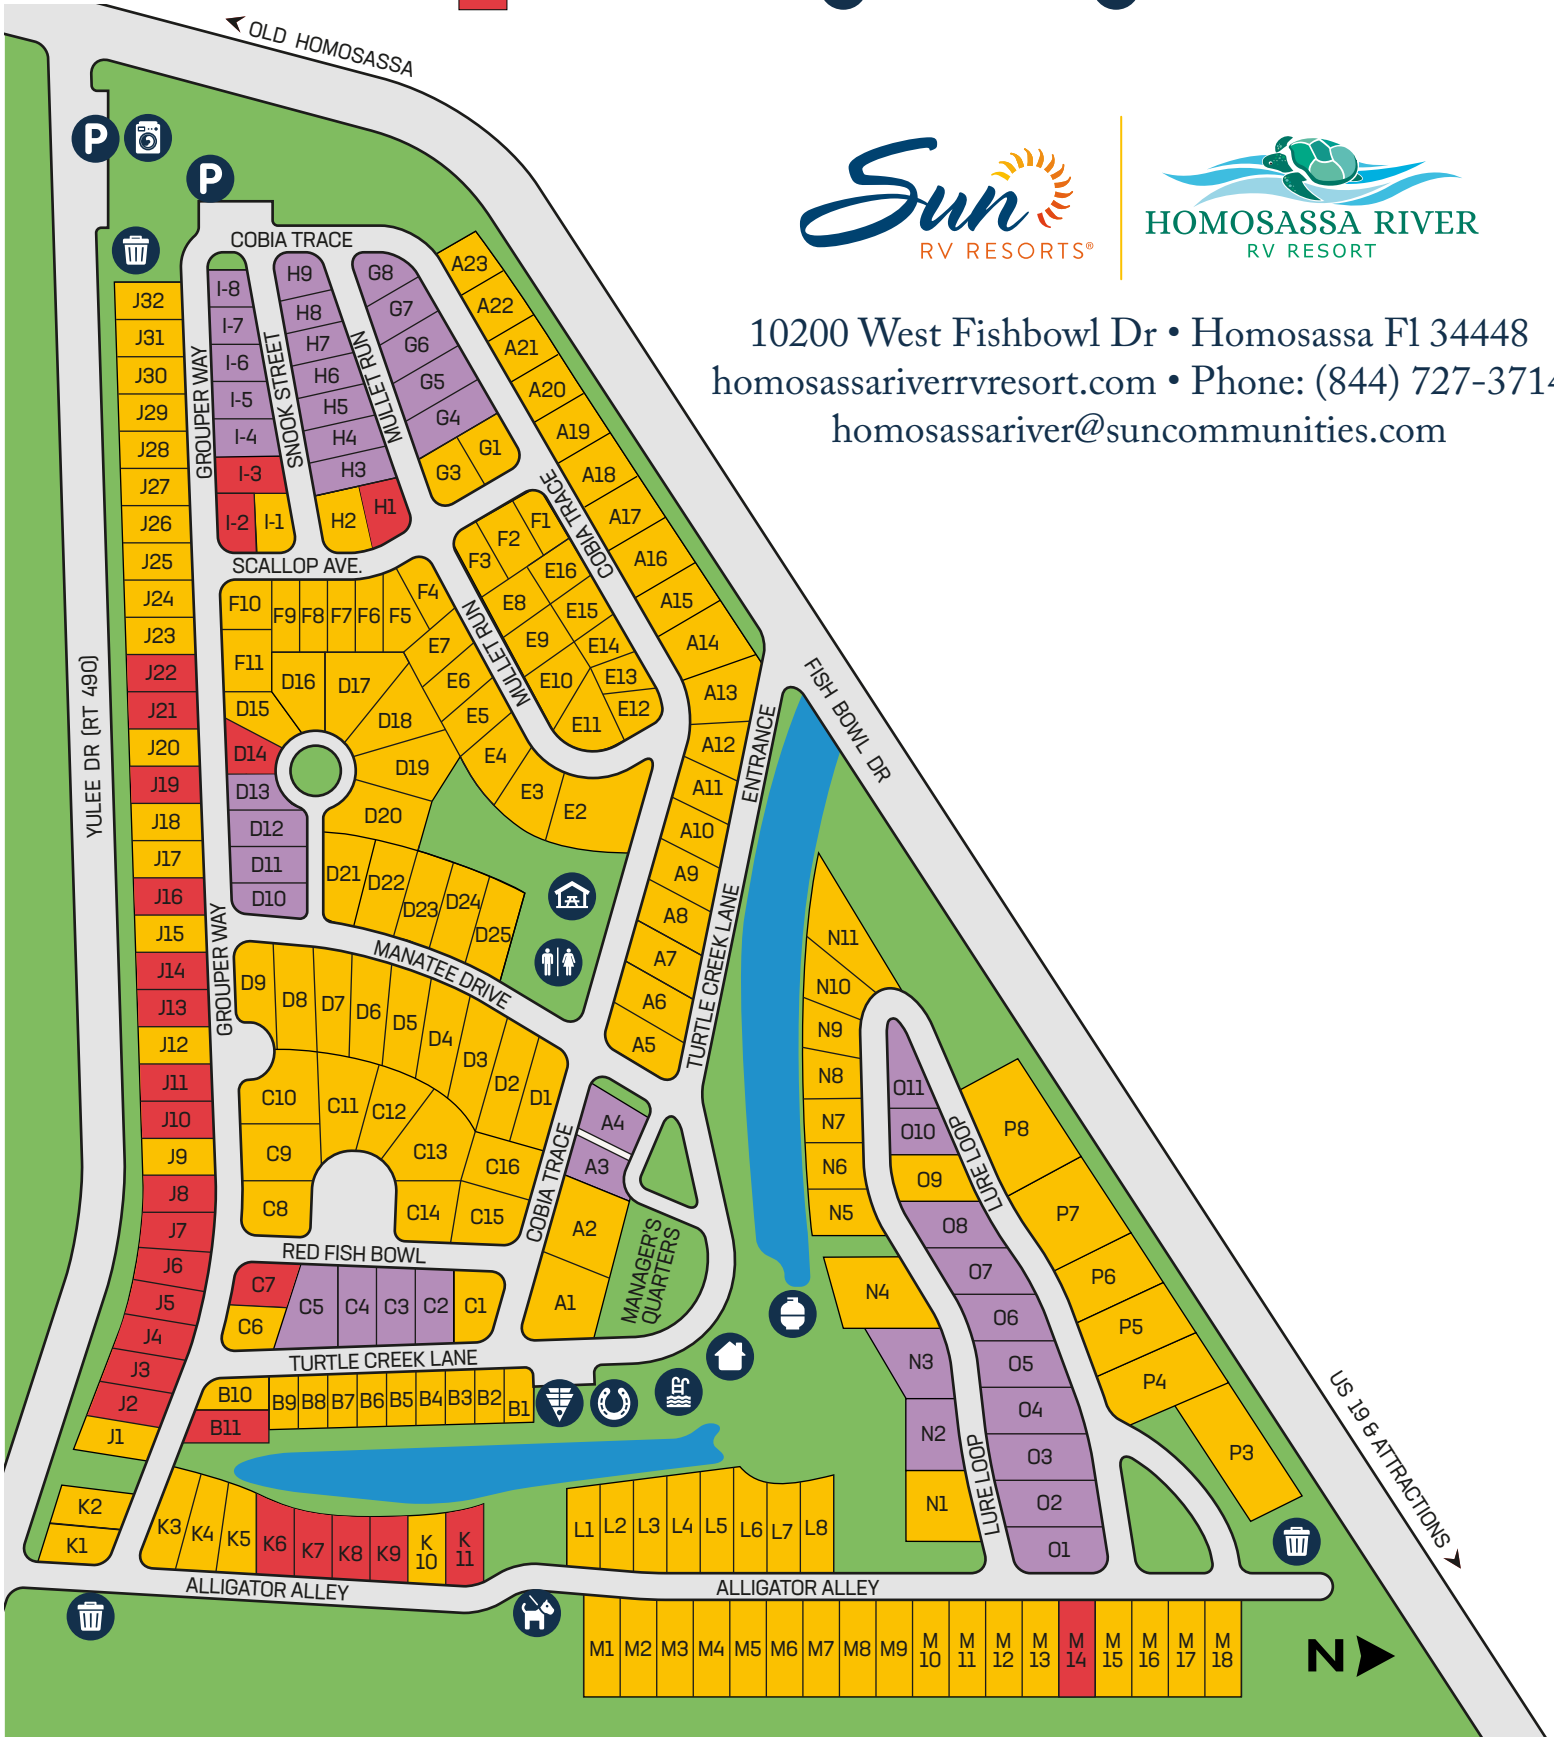 OLD HOMOSASSA
P
P
Sun
RV RESORTS®
HOMOSASSA RIVER
RV RESORT
10200 West Fishbowl Dr • Homosassa Fl 34448
homosassariverrvresort.com • Phone: (844) 727-3714
homosassariver@suncommunities.com
COBIA TRACE
GROUPER WAY
SNOOK STREET
MULLET RUN
COBIA TRACE
SCALLOP AVE.
MULLET RUN
YULEE DR (RT 490)
FISH BOWL DR
ENTRANCE
TURTLE CREEK LANE
GROUPER WAY
MANATEE DRIVE
COBIA TRACE
RED FISH BOWL
MANAGER'S
QUARTERS
TURTLE CREEK LANE
LURE LOOP
LURE LOOP
US 19 & ATTRACTIONS
ALLIGATOR ALLEY
ALLIGATOR ALLEY
N
J32
J31
J30
J29
J28
J27
J26
J25
J24
J23
J22
J21
J20
J19
J18
J17
J16
J15
J14
J13
J12
J11
J10
J9
J8
J7
J6
J5
J4
J3
J2
J1
I-8
I-7
I-6
I-5
I-4
I-3
I-2
I-1
H9
H8
H7
H6
H5
H4
H3
H2
H1
G8
G7
G6
G5
G4
G3
G1
A23
A22
A21
A20
A19
A18
A17
A16
A15
A14
A13
A12
A11
A10
A9
A8
A7
A6
A5
A4
A3
A2
A1
F1
F2
F3
F4
F5
F6
F7
F8
F9
F10
F11
E16
E15
E14
E13
E12
E11
E10
E9
E8
E7
E6
E5
E4
E3
E2
D16
D17
D15
D18
D14
D19
D13
D20
D12
D11
D10
D21
D22
D23
D24
D25
D9
D8
D7
D6
D5
D4
D3
D2
D1
C10
C11
C12
C13
C16
C9
C8
C14
C15
C7
C6
C5
C4
C3
C2
C1
B10
B11
B9
B8
B7
B6
B5
B4
B3
B2
B1
K2
K1
K3
K4
K5
K6
K7
K8
K9
K
10
K
11
L1
L2
L3
L4
L5
L6
L7
L8
N11
N10
N9
N8
N7
N6
N5
N4
N3
N2
N1
O11
O10
O9
O8
O7
O6
O5
O4
O3
O2
O1
P8
P7
P6
P5
P4
P3
M1
M2
M3
M4
M5
M6
M7
M8
M9
M
10
M
11
M
12
M
13
M
14
M
15
M
16
M
17
M
18